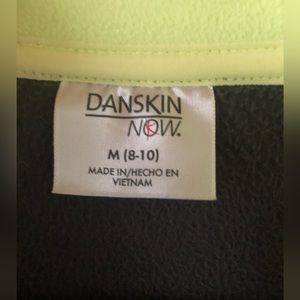 DANSKIN
NOW.
M (8-10)
MADE IN/HECHO EN
VIETNAM